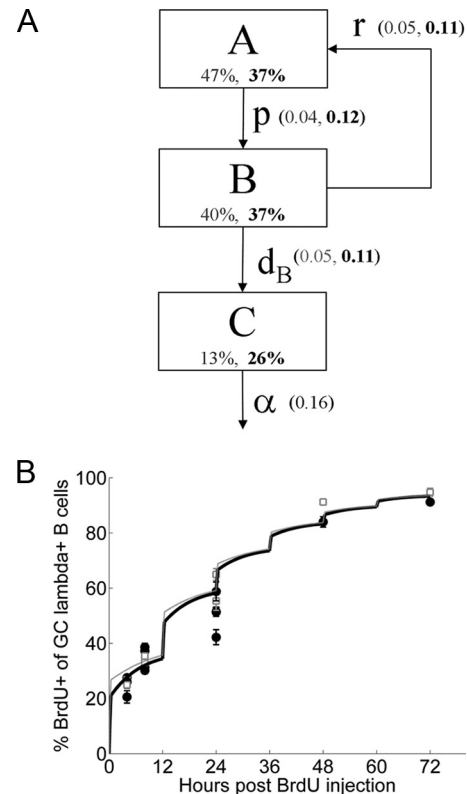 A
A
47%, 37%
r (0.05, 0.11)
p (0.04, 0.12)
B
40%, 37%
dB (0.05, 0.11)
C
13%, 26%
α (0.16)
B
% BrdU+ of GC lambda+ B cells
100
80
60
40
20
0
0 12 24 36 48 60 72
Hours post BrdU injection